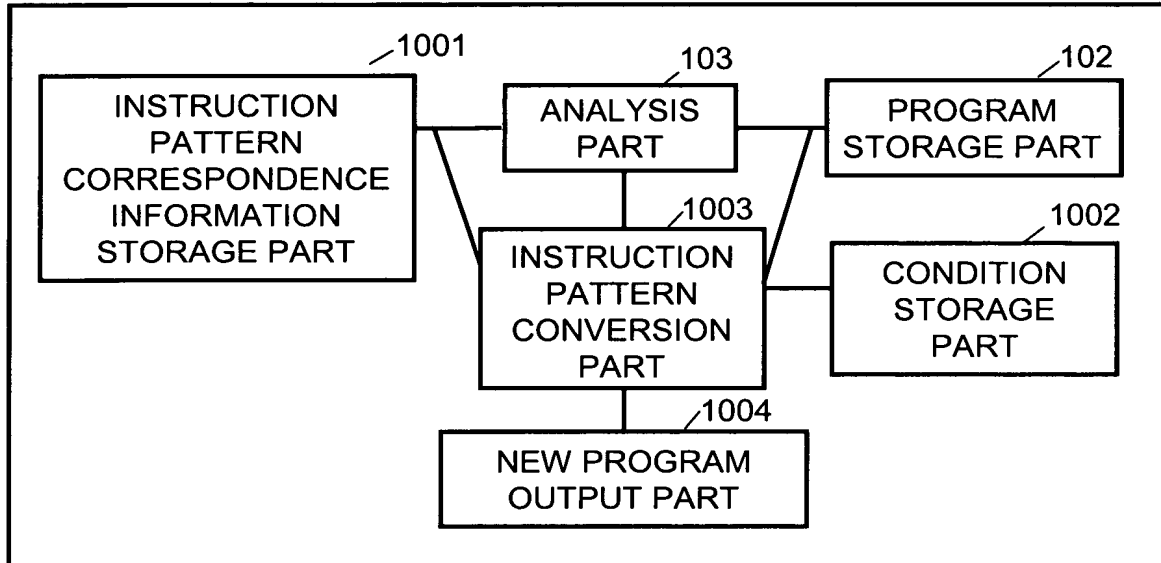 1001
INSTRUCTION
PATTERN
CORRESPONDENCE
INFORMATION
STORAGE PART
103
ANALYSIS
PART
102
PROGRAM
STORAGE PART
1003
INSTRUCTION
PATTERN
CONVERSION
PART
1002
CONDITION
STORAGE
PART
1004
NEW PROGRAM
OUTPUT PART